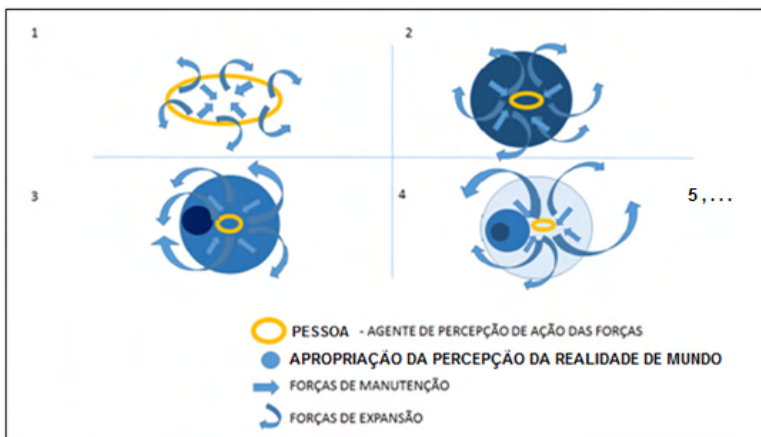 1
2
3
4
5,...
PESSOA - AGENTE DE PERCEPÇÃO DE AÇÃO DAS FORÇAS
APROPRIAÇÃO DA PERCEPÇÃO DA REALIDADE DE MUNDO
FORÇAS DE MANUTENÇÃO
FORÇAS DE EXPANSÃO